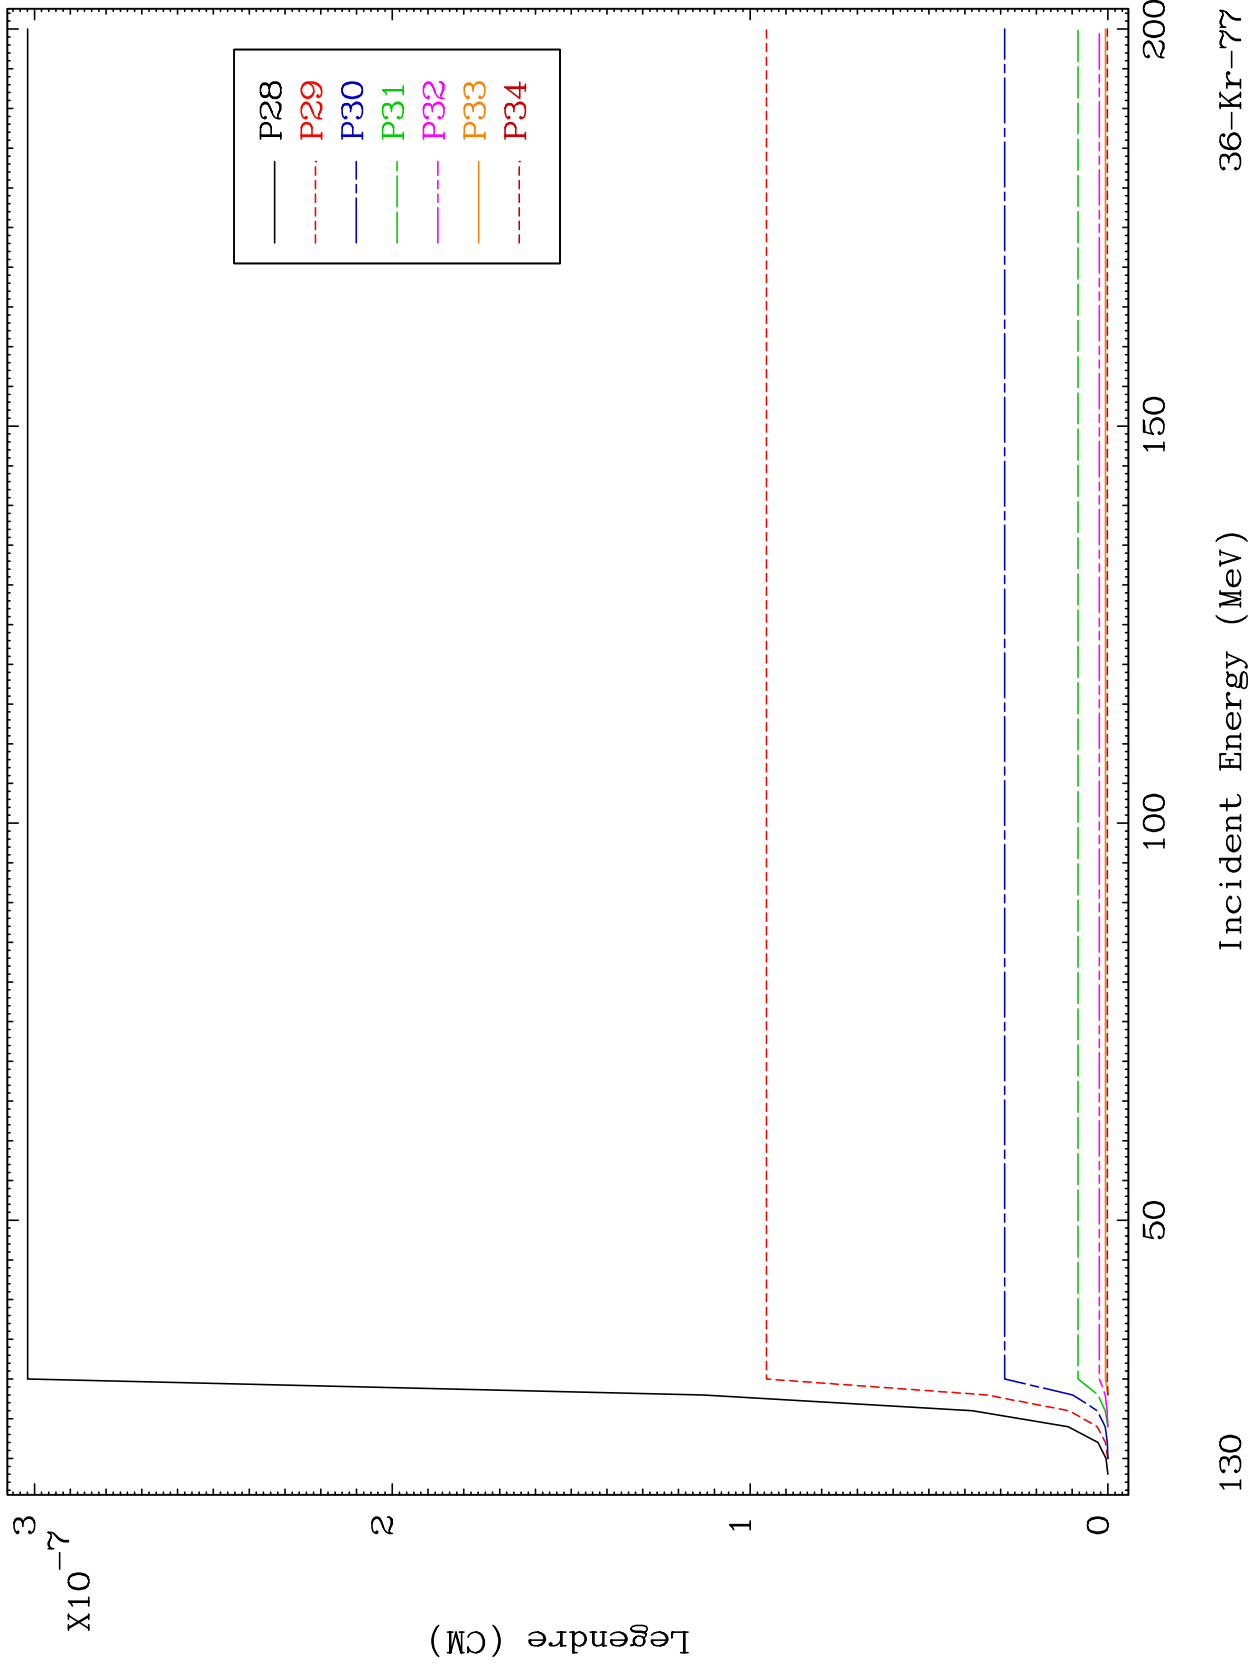 P28
P29
P30
P31
P32
P33
P34
X10-7
3
2
1
0
50
100
150
200
Legendre (CM)
Incident Energy (MeV)
130
36-Kr-77